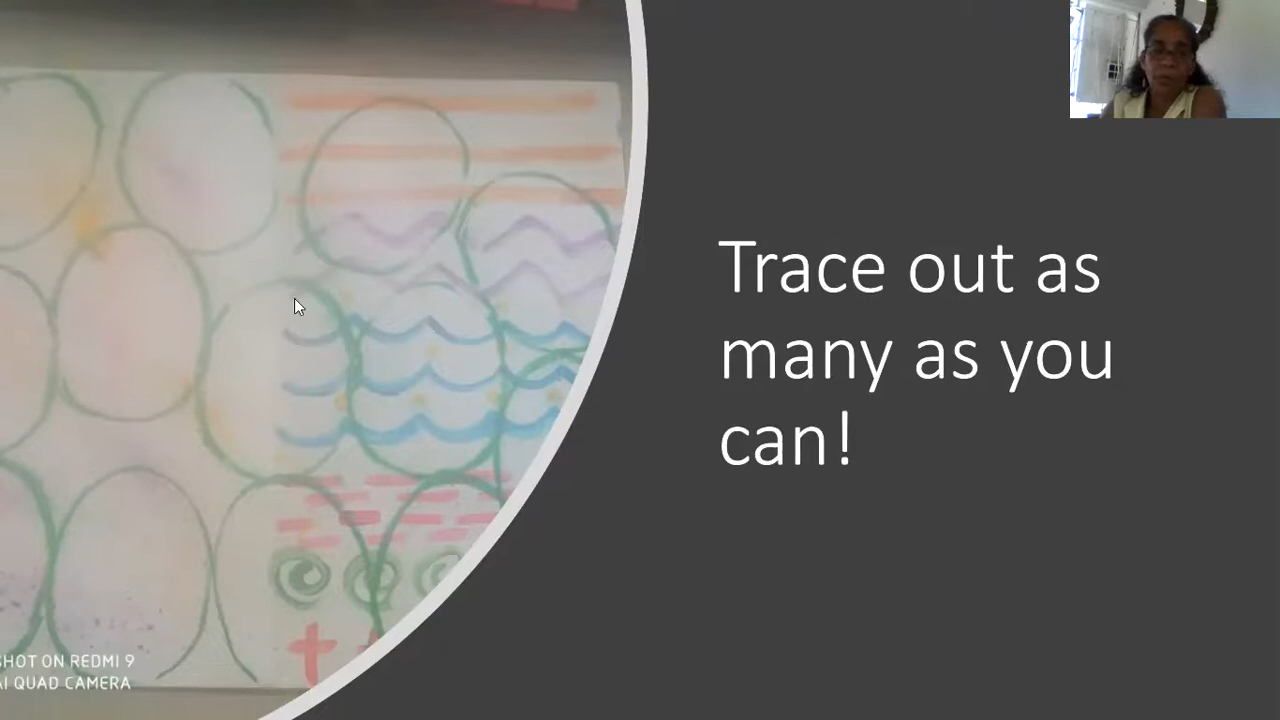 Trace out as
many as you
can!
SHOT ON REDMI 9
AI QUAD CAMERA